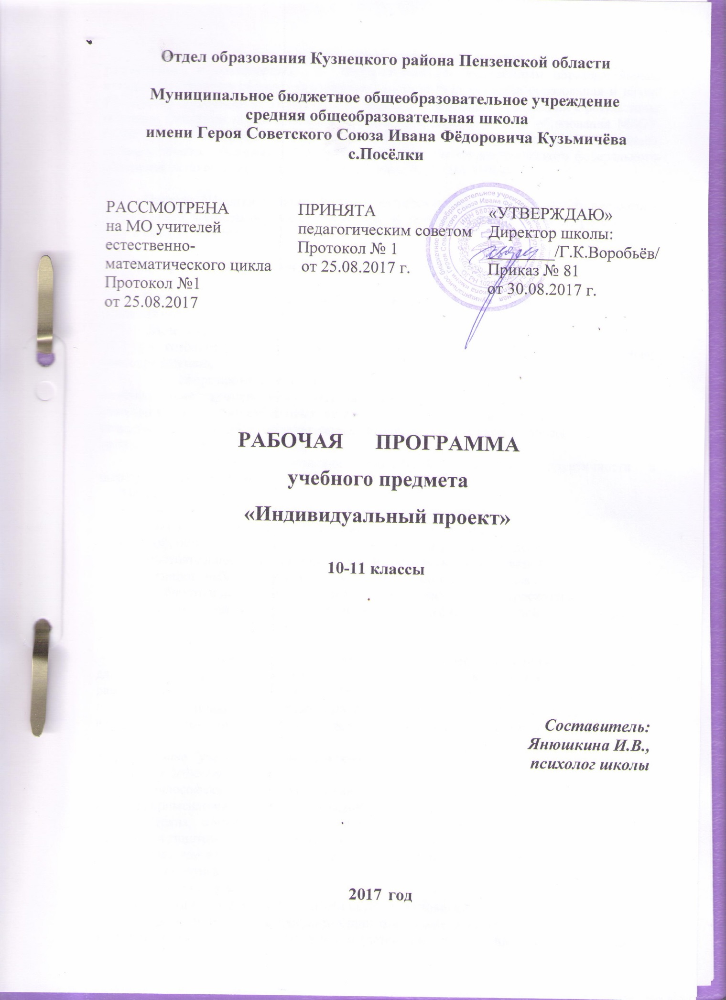 Отдел образования Кузнецкого района Пензенской области
Муниципальное бюджетное общеобразовательное учреждение
средняя общеобразовательная школа
имени Героя Советского Союза Ивана Фёдоровича Кузьмичёва
с.Посёлки
РАССМОТРЕНА
на МО учителей
естественно-
математического цикла
Протокол №1
от 25.08.2017
ПРИНЯТА
педагогическим советом
Протокол № 1
от 25.08.2017 г.
«УТВЕРЖДАЮ»
Директор школы:
/Г.К.Воробьёв/
Приказ № 81
от 30.08.2017 г.
РАБОЧАЯ ПРОГРАММА
учебного предмета
«Индивидуальный проект»
10-11 классы
Составитель:
Янюшкина И.В.,
психолог школы
2017 год